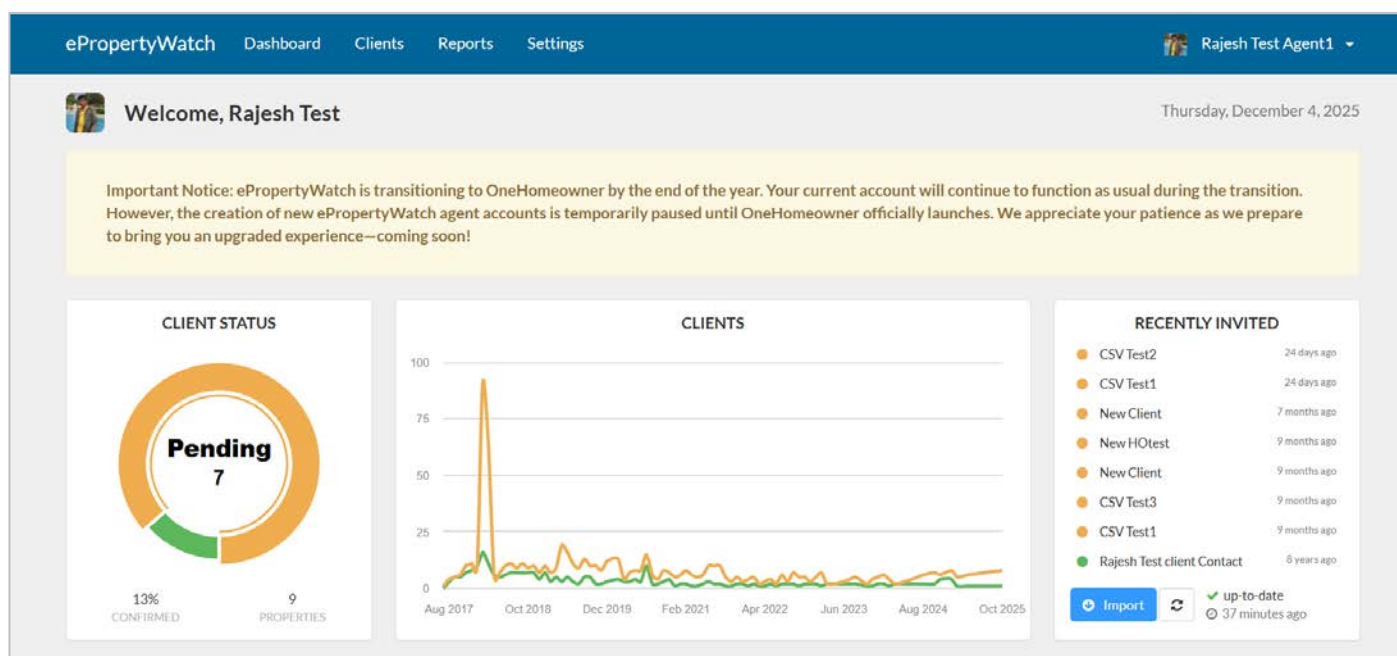 ePropertyWatch Dashboard Clients Reports Settings Rajesh Test Agent1
Welcome, Rajesh Test Thursday, December 4, 2025
Important Notice: ePropertyWatch is transitioning to OneHomeowner by the end of the year. Your current account will continue to function as usual during the transition.
However, the creation of new ePropertyWatch agent accounts is temporarily paused until OneHomeowner officially launches. We appreciate your patience as we prepare
to bring you an upgraded experience—coming soon!
CLIENT STATUS
Pending
7
13% 9
CONFIRMED PROPERTIES
CLIENTS
100
75
50
25
0
Aug 2017 Oct 2018 Dec 2019 Feb 2021 Apr 2022 Jun 2023 Aug 2024 Oct 2025
RECENTLY INVITED
CSV Test2 24 days ago
CSV Test1 24 days ago
New Client 7 months ago
New HOtest 9 months ago
New Client 9 months ago
CSV Test3 9 months ago
CSV Test1 9 months ago
Rajesh Test client Contact 8 years ago
Import up-to-date
37 minutes ago